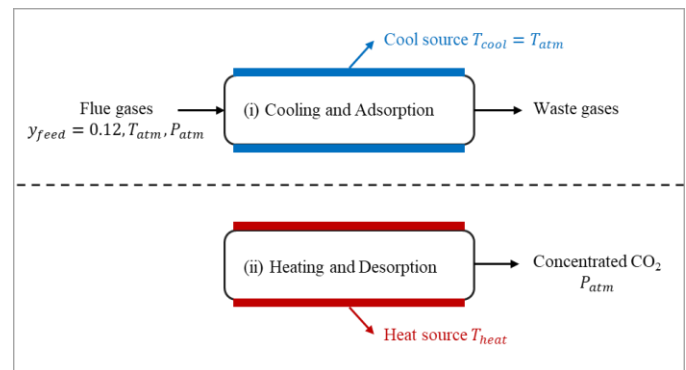 Cool source T_cool = T_atm
Flue gases
y_feed = 0.12, T_atm, P_atm
(i) Cooling and Adsorption
Waste gases
(ii) Heating and Desorption
Concentrated CO₂
P_atm
Heat source T_heat